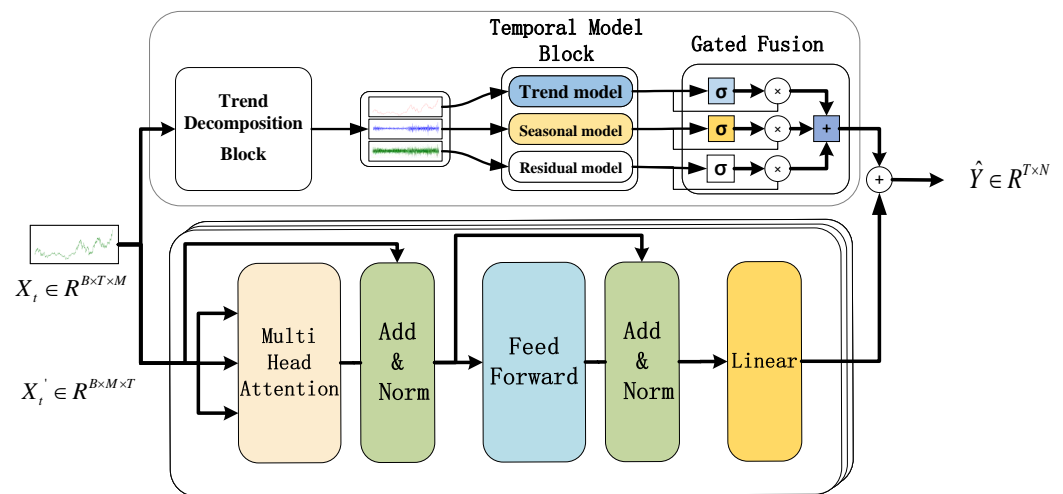 Temporal Model
Block
Gated Fusion
Trend
Decomposition
Block
Trend model
Seasonal model
Residual model
σ
×
σ
×
+
σ
×
+
Ŷ ∈ R^{T×N}
X_t ∈ R^{B×T×M}
X_t^' ∈ R^{B×M×T}
Multi
Head
Attention
Add
&
Norm
Feed
Forward
Add
&
Norm
Linear